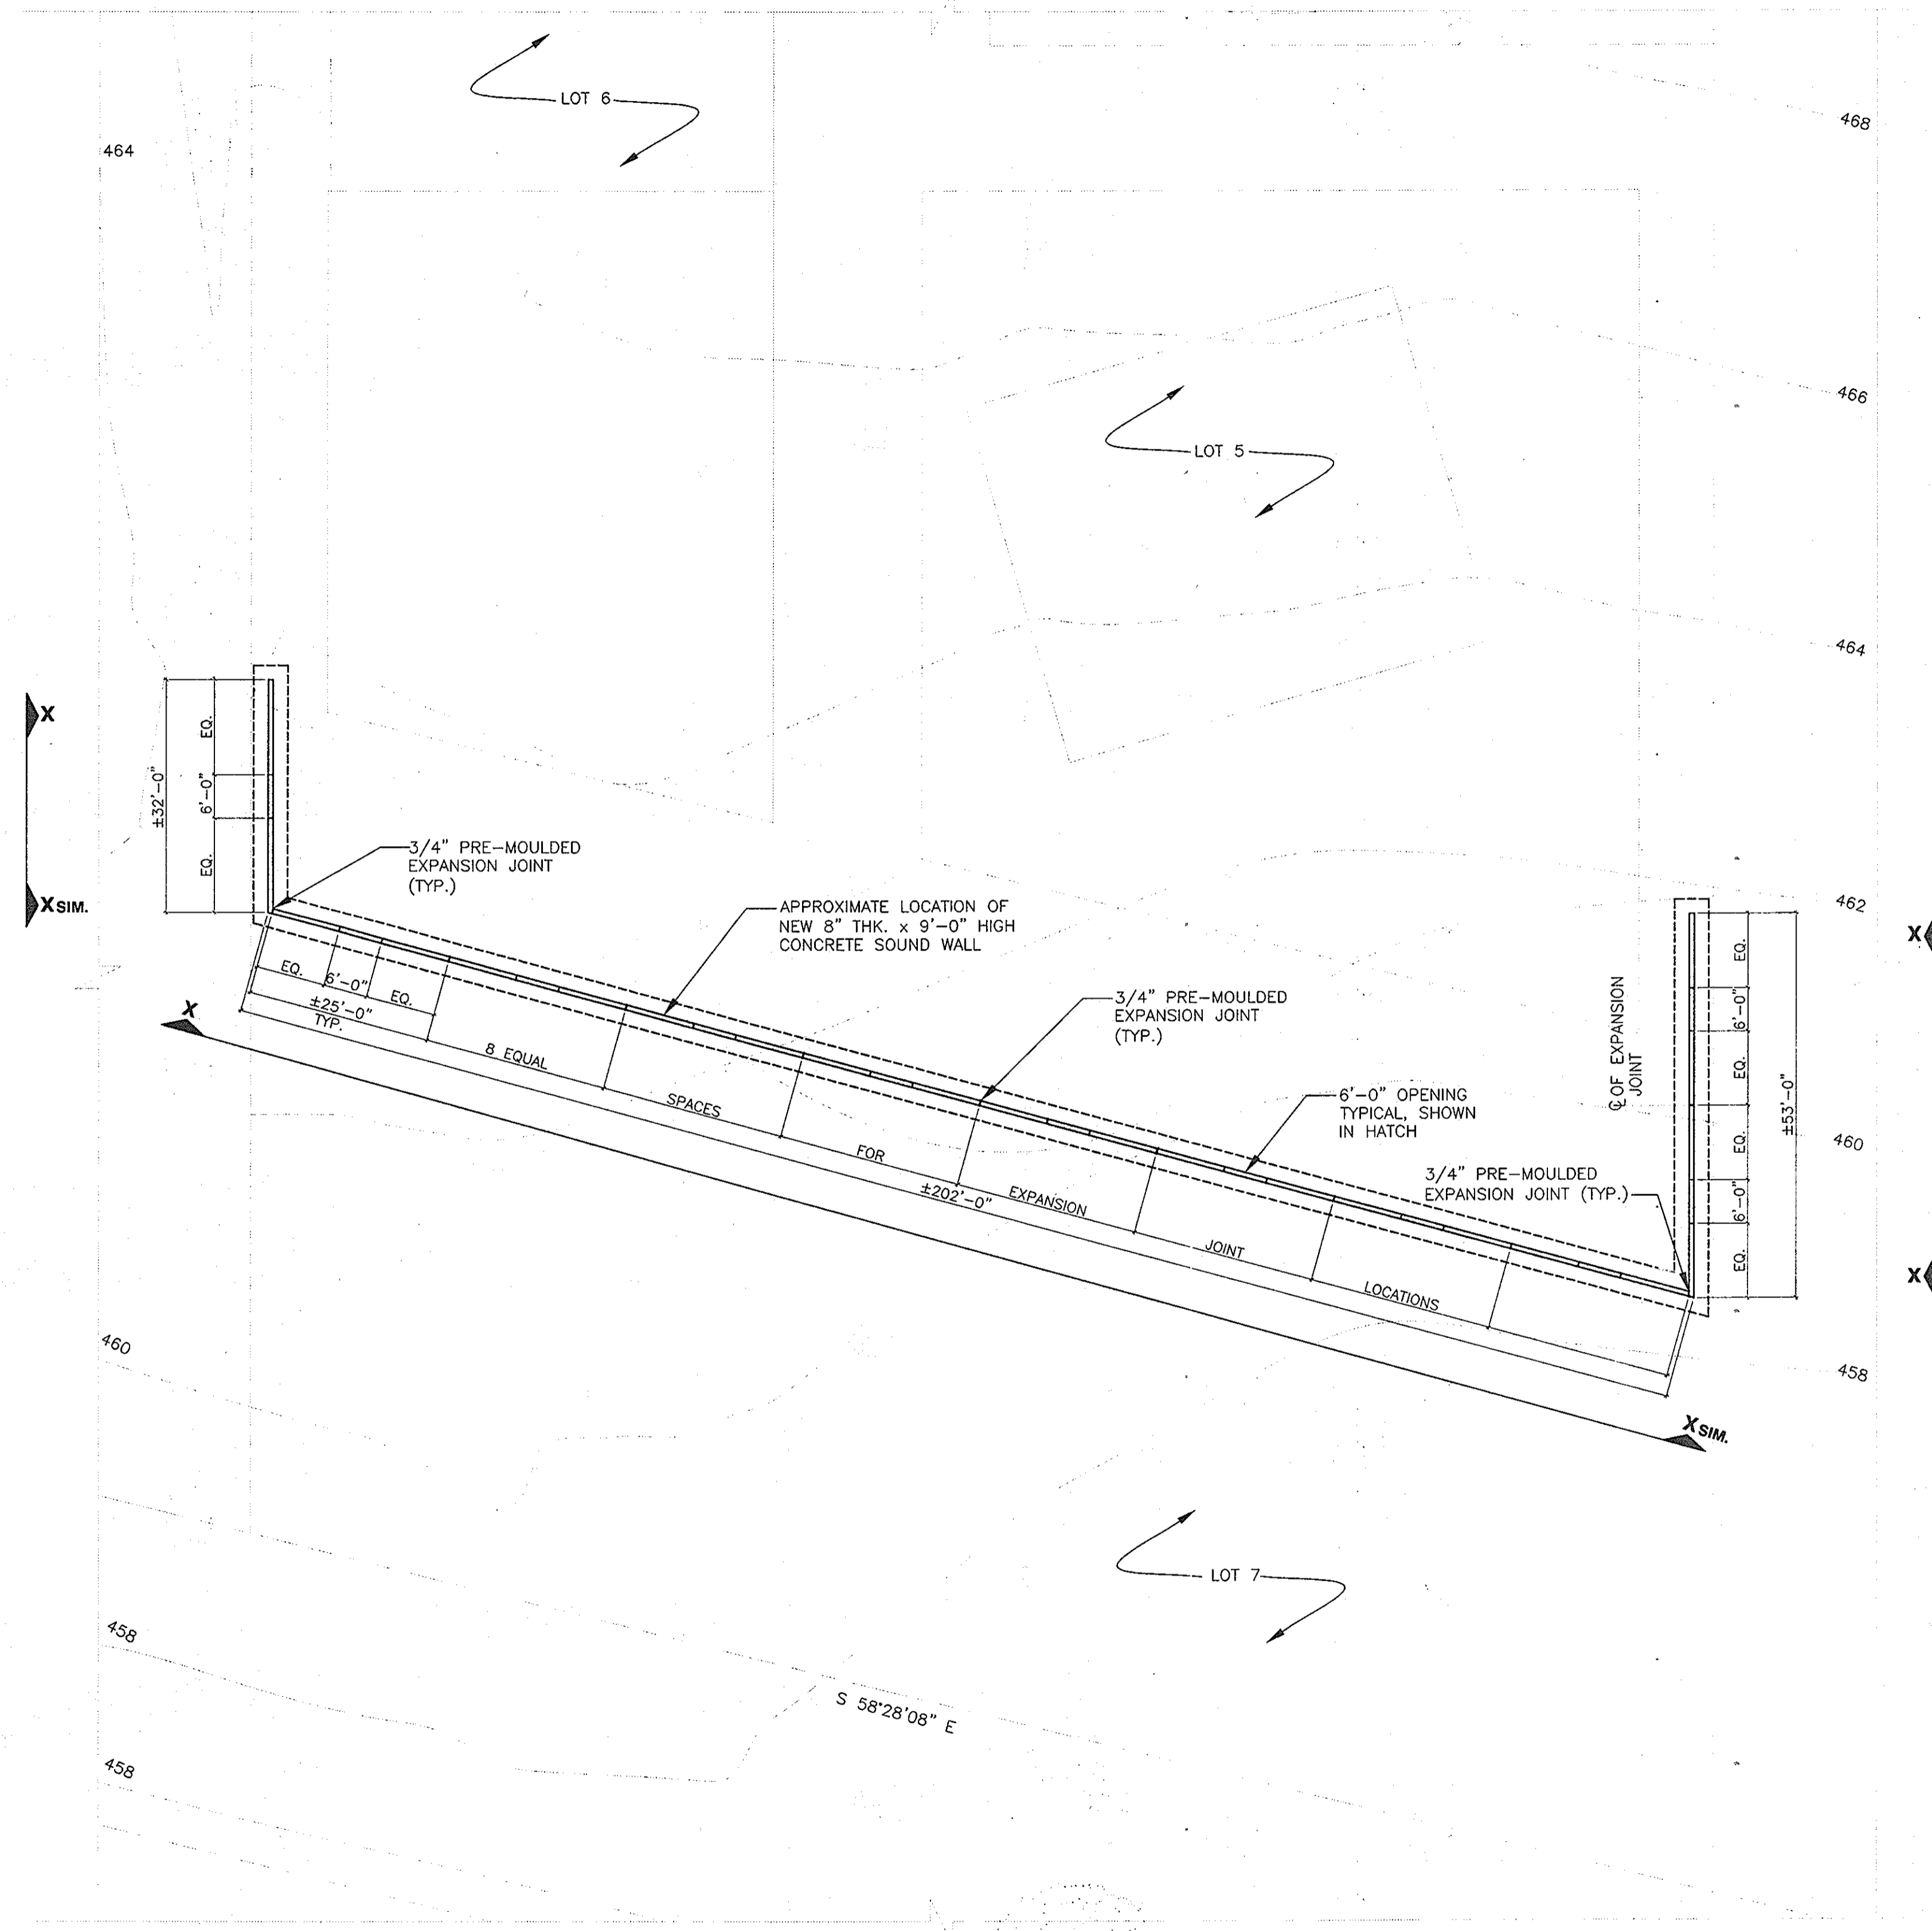 LOT 6
468
464
466
LOT 5
464
X
EQ.
6'-0"
±32'-0"
EQ.
3/4" PRE-MOULDED
EXPANSION JOINT
(TYP.)
X SIM.
APPROXIMATE LOCATION OF
NEW 8" THK. x 9'-0" HIGH
CONCRETE SOUND WALL
462
X
EQ.
EQ.
6'-0"
EQ.
±25'-0"
TYP.
X
3/4" PRE-MOULDED
EXPANSION JOINT
(TYP.)
℄ OF EXPANSION
JOINT
6'-0"
EQ.
±53'-0"
8 EQUAL
SPACES
FOR
EXPANSION
JOINT
LOCATIONS
±202'-0"
6'-0" OPENING
TYPICAL, SHOWN
IN HATCH
EQ.
460
3/4" PRE-MOULDED
EXPANSION JOINT (TYP.)
6'-0"
EQ.
X
460
458
X SIM.
LOT 7
458
S 58°28'08" E
458